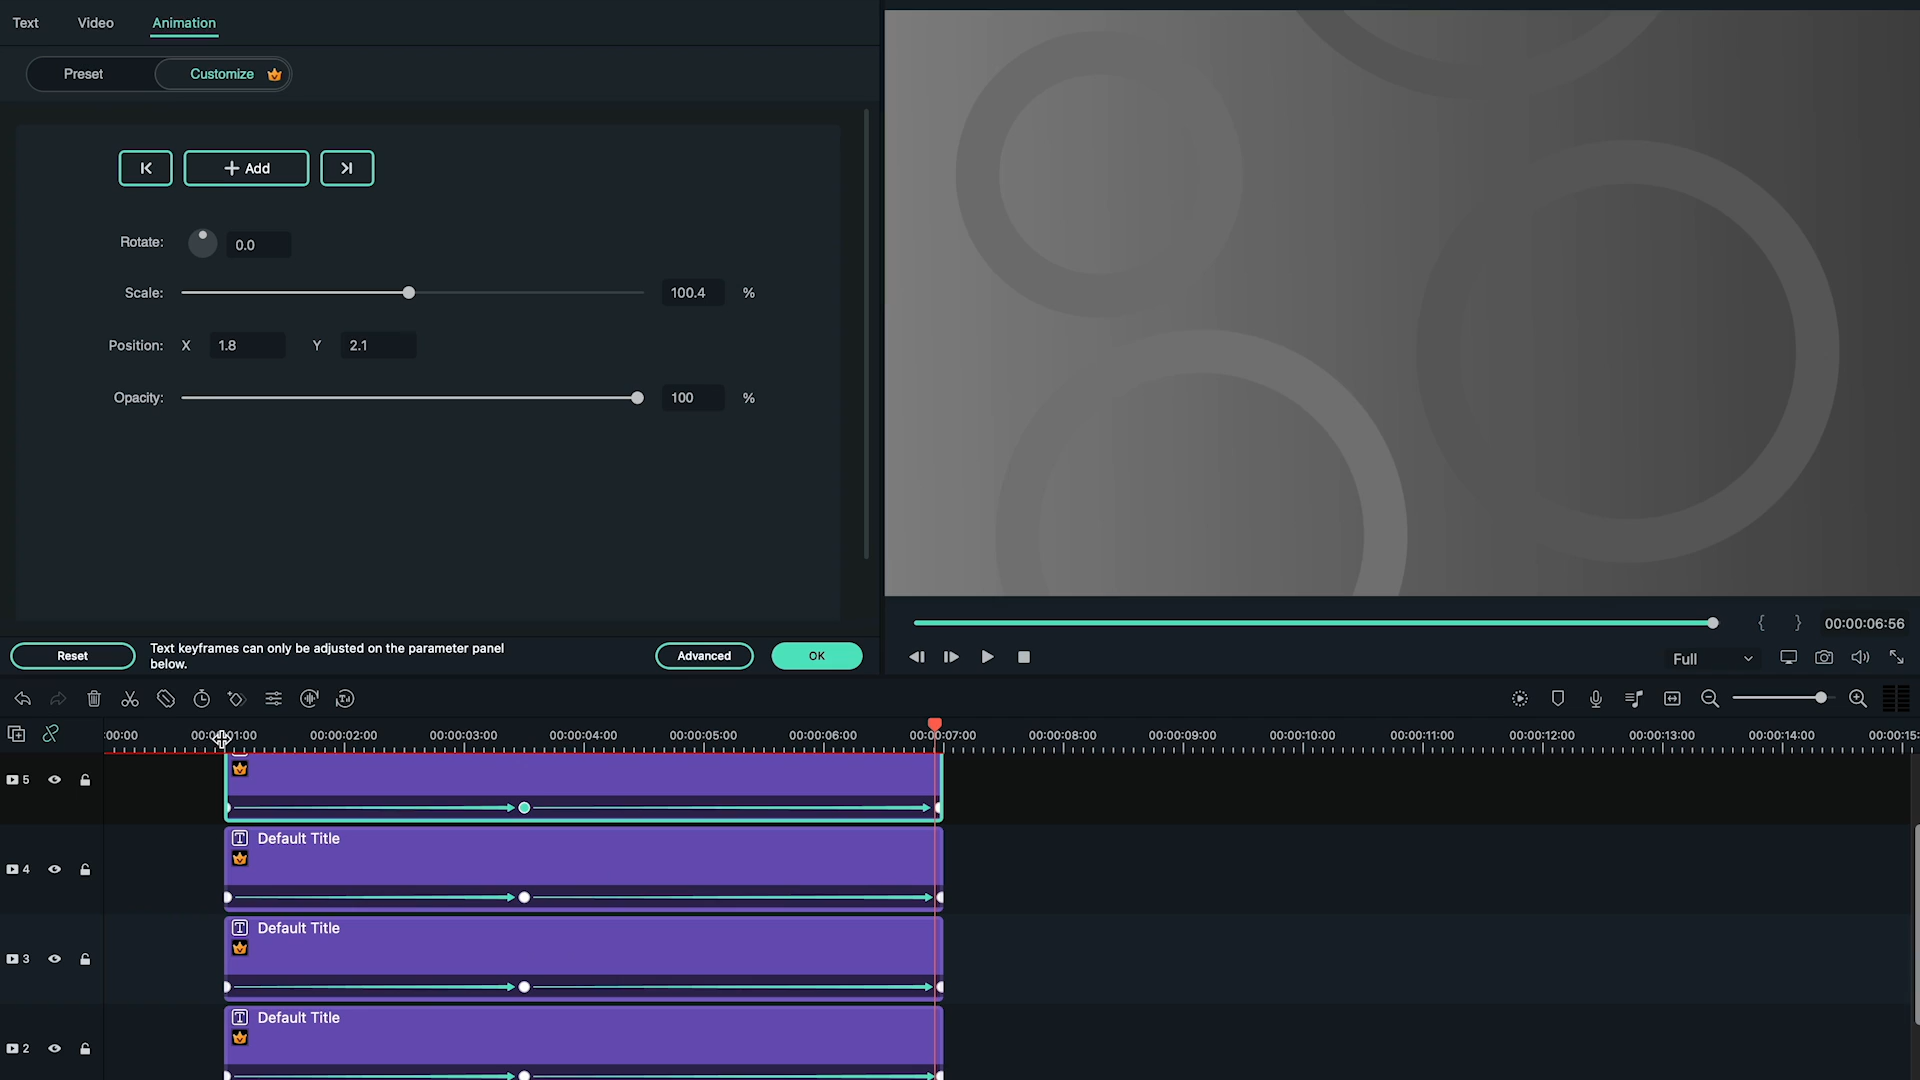 Text Video Animation
Preset Customize
+ Add
Rotate: 0.0
Scale: 100.4 %
Position: X 1.8 Y 2.1
Opacity: 100 %
Reset Text keyframes can only be adjusted on the parameter panel
below.
Advanced OK
{ } 00:00:06:56
Full
:00:00 00:00:01:00 00:00:02:00 00:00:03:00 00:00:04:00 00:00:05:00 00:00:06:00 00:00:07:00 00:00:08:00 00:00:09:00 00:00:10:00 00:00:11:00 00:00:12:00 00:00:13:00 00:00:14:00 00:00:15:
5
4 Default Title
3 Default Title
2 Default Title